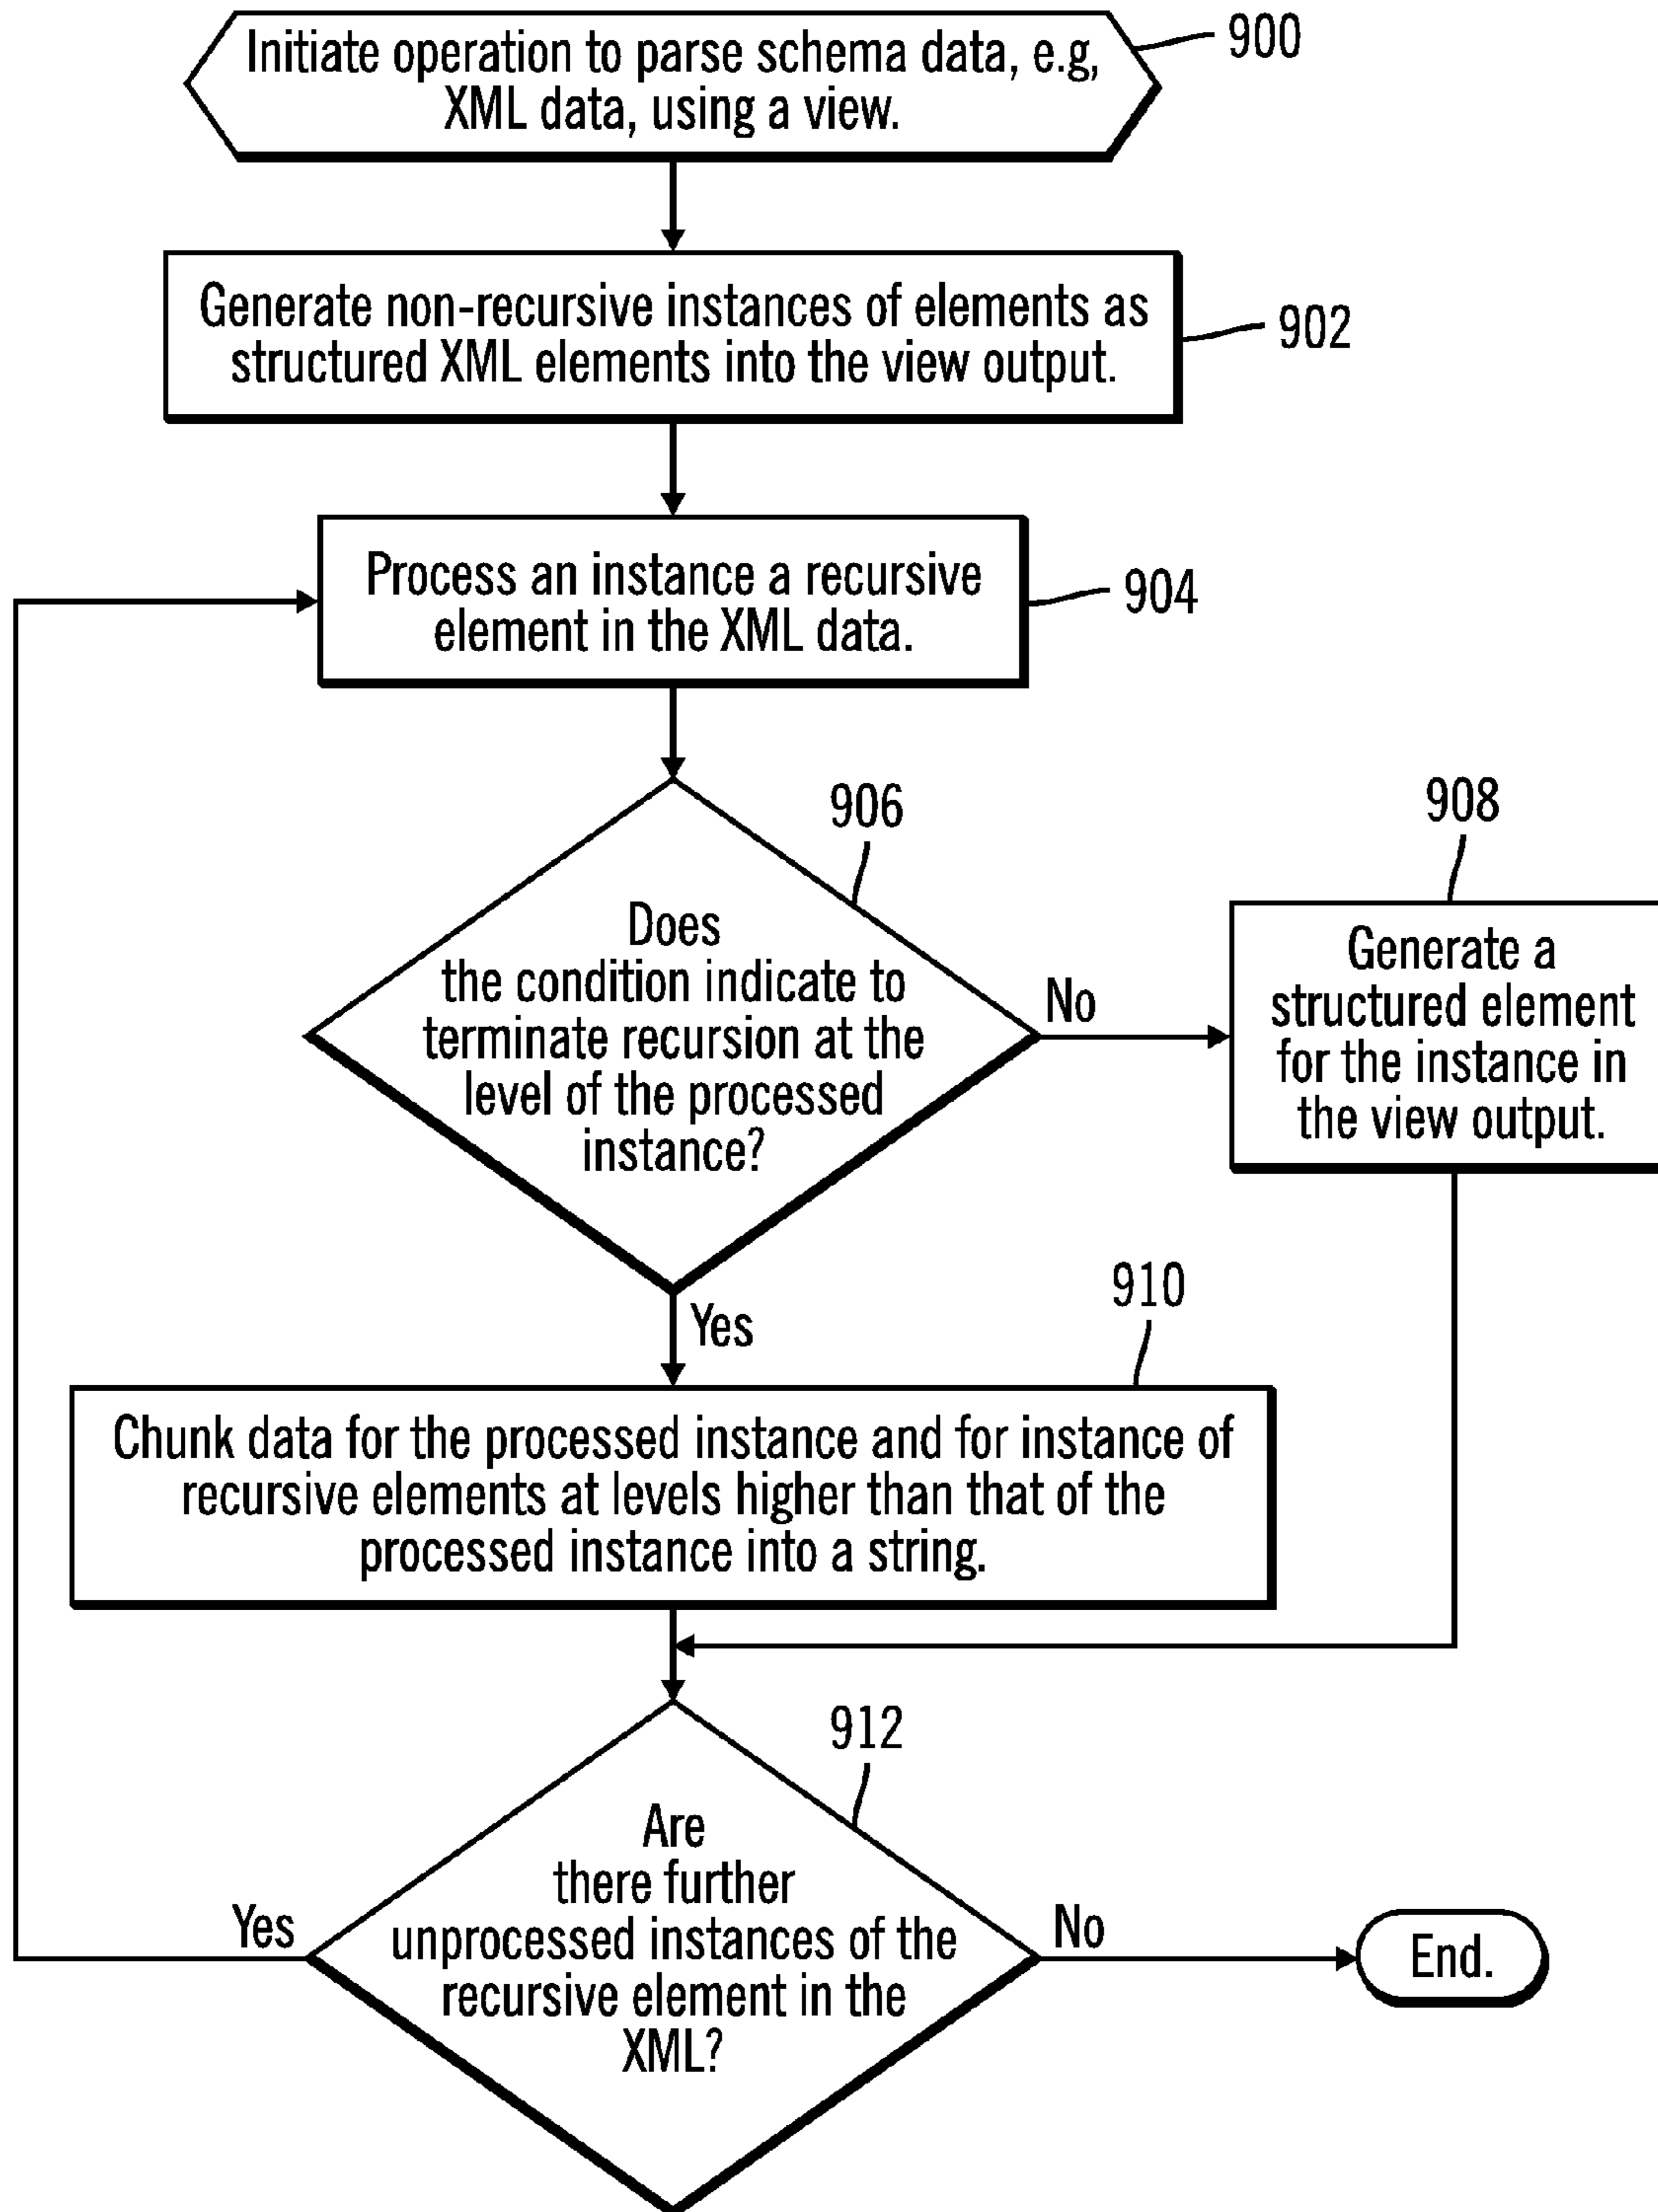 Initiate operation to parse schema data, e.g,
XML data, using a view.
900
Generate non-recursive instances of elements as
structured XML elements into the view output.
902
Process an instance a recursive
element in the XML data.
904
906
Does
the condition indicate to
terminate recursion at the
level of the processed
instance?
No
908
Generate a
structured element
for the instance in
the view output.
Yes
910
Chunk data for the processed instance and for instance of
recursive elements at levels higher than that of the
processed instance into a string.
912
Are
there further
unprocessed instances of the
recursive element in the
XML?
Yes
No
End.